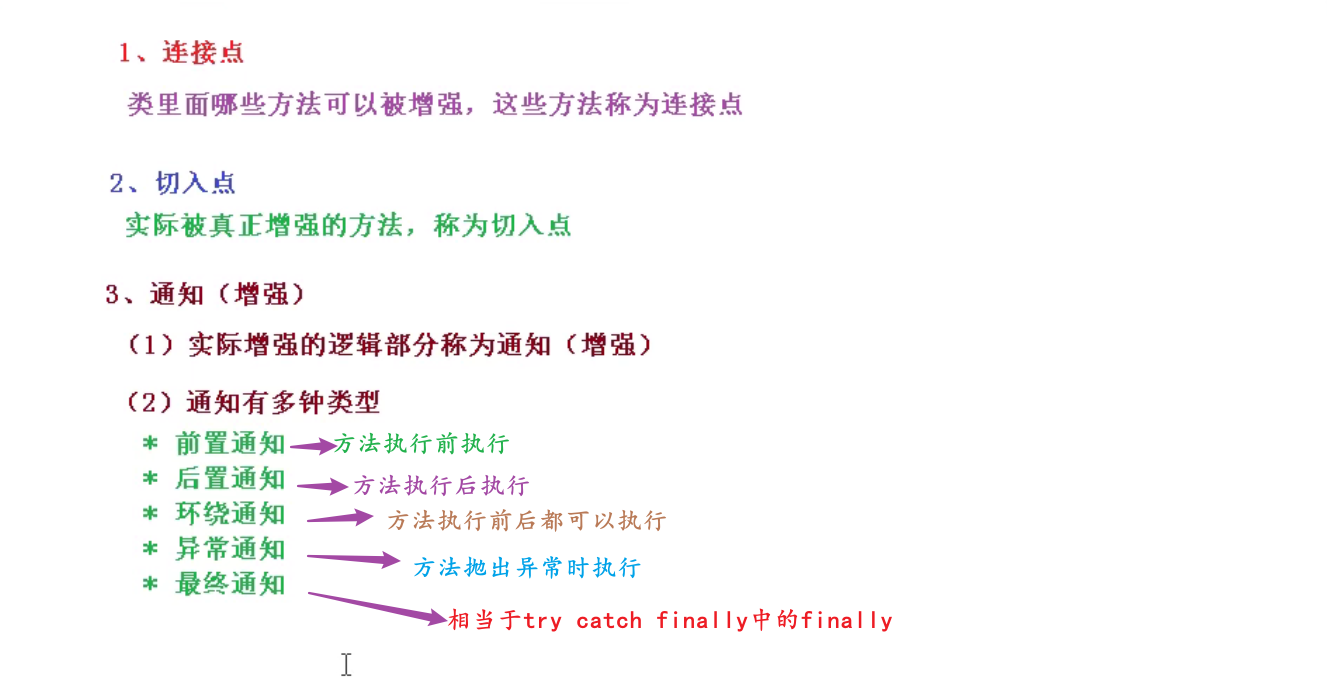 1、连接点
类里面哪些方法可以被增强，这些方法称为连接点
2、切入点
实际被真正增强的方法，称为切入点
3、通知（增强）
（1）实际增强的逻辑部分称为通知（增强）
（2）通知有多钟类型
* 前置通知 方法执行前执行
* 后置通知 方法执行后执行
* 环绕通知 方法执行前后都可以执行
* 异常通知 方法抛出异常时执行
* 最终通知 相当于try catch finally中的finally